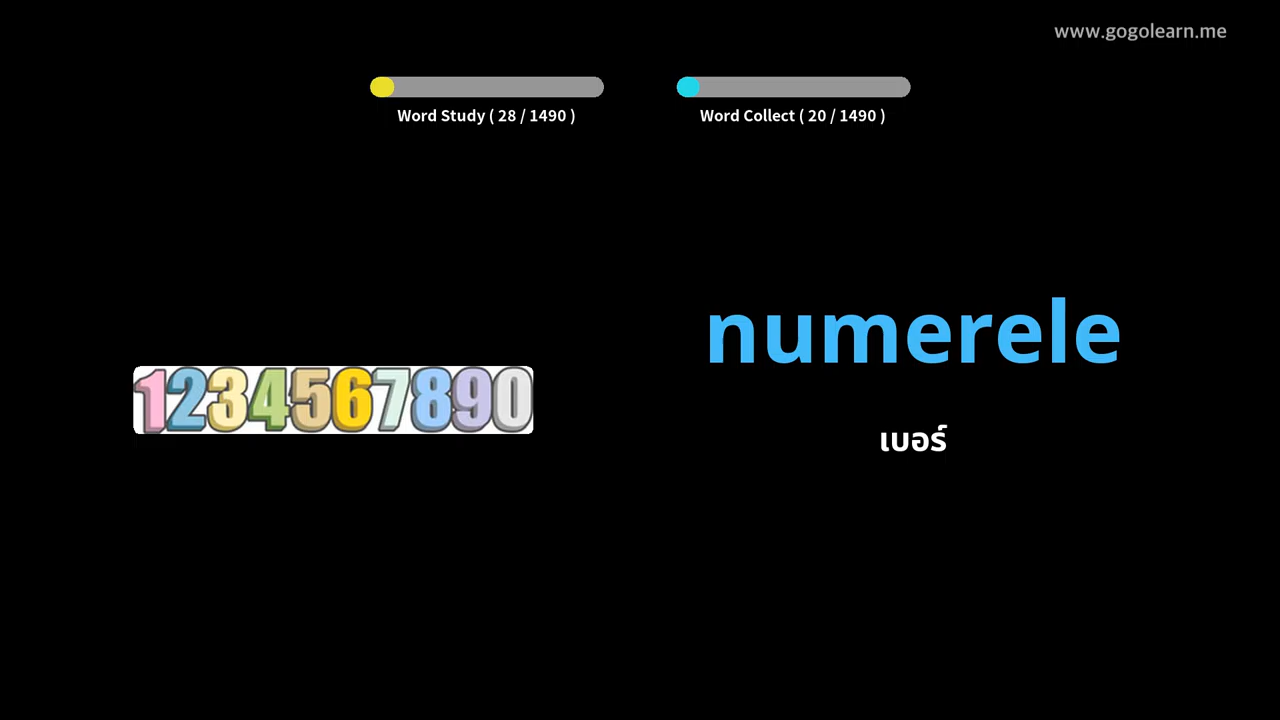 www.gogolearn.me
Word Study ( 28 / 1490 )
Word Collect ( 20 / 1490 )
numerele
1234567890
เบอร์